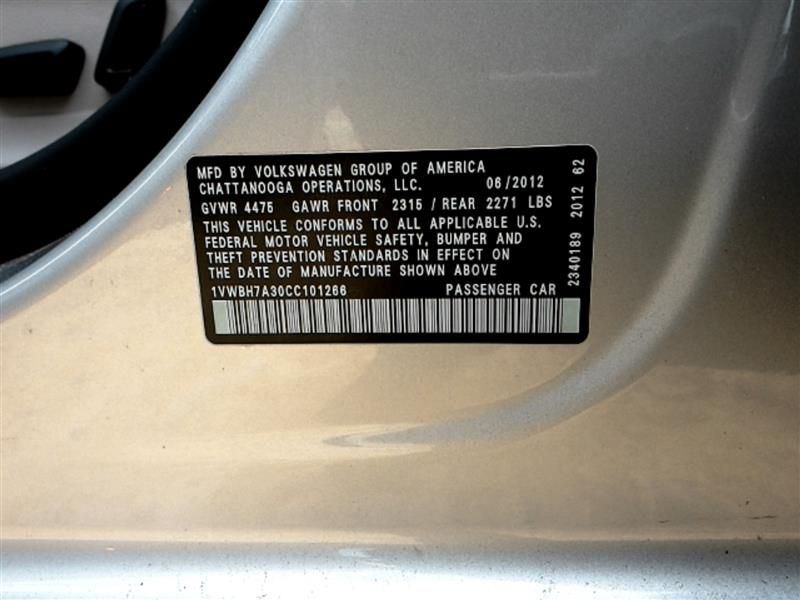 MFD BY VOLKSWAGEN GROUP OF AMERICA
CHATTANOOGA OPERATIONS, LLC. 06/2012
GVWR 4475 GAWR FRONT 2315 / REAR 2271 LBS
THIS VEHICLE CONFORMS TO ALL APPLICABLE U.S.
FEDERAL MOTOR VEHICLE SAFETY, BUMPER AND
THEFT PREVENTION STANDARDS IN EFFECT ON
THE DATE OF MANUFACTURE SHOWN ABOVE
1VWBH7A30CC101266 PASSENGER CAR
2340189 2012 62